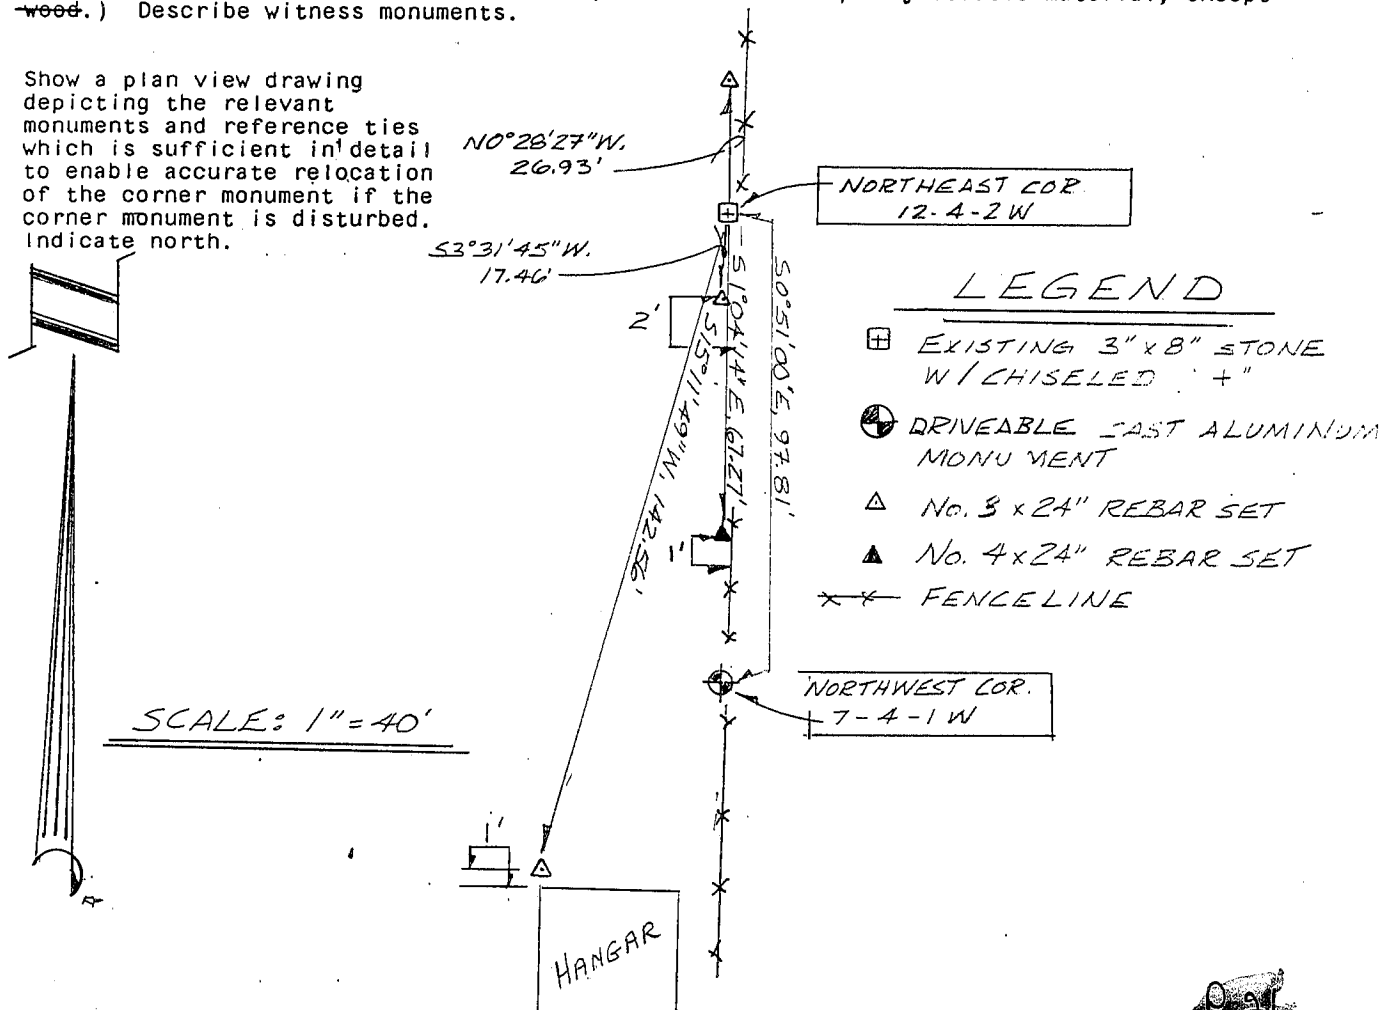 wood.) Describe witness monuments.
Show a plan view drawing
depicting the relevant
monuments and reference ties
which is sufficient in detail
to enable accurate relocation
of the corner monument if the
corner monument is disturbed.
Indicate north.
N0°28'27"W.
26.93'
NORTHEAST COR.
12-4-2W
S3°31'45"W.
17.46'
2'
S15°11'49"W, 142.56'
S1°04'14"E, 67.27'
S0°51'00"E, 97.81'
1'
LEGEND
EXISTING 3" x 8" STONE
W/CHISELED "+"
DRIVEABLE CAST ALUMINUM
MONUMENT
No. 3 x 24" REBAR SET
No. 4 x 24" REBAR SET
FENCELINE
NORTHWEST COR.
7-4-1W
SCALE: 1"=40'
1'
HANGAR